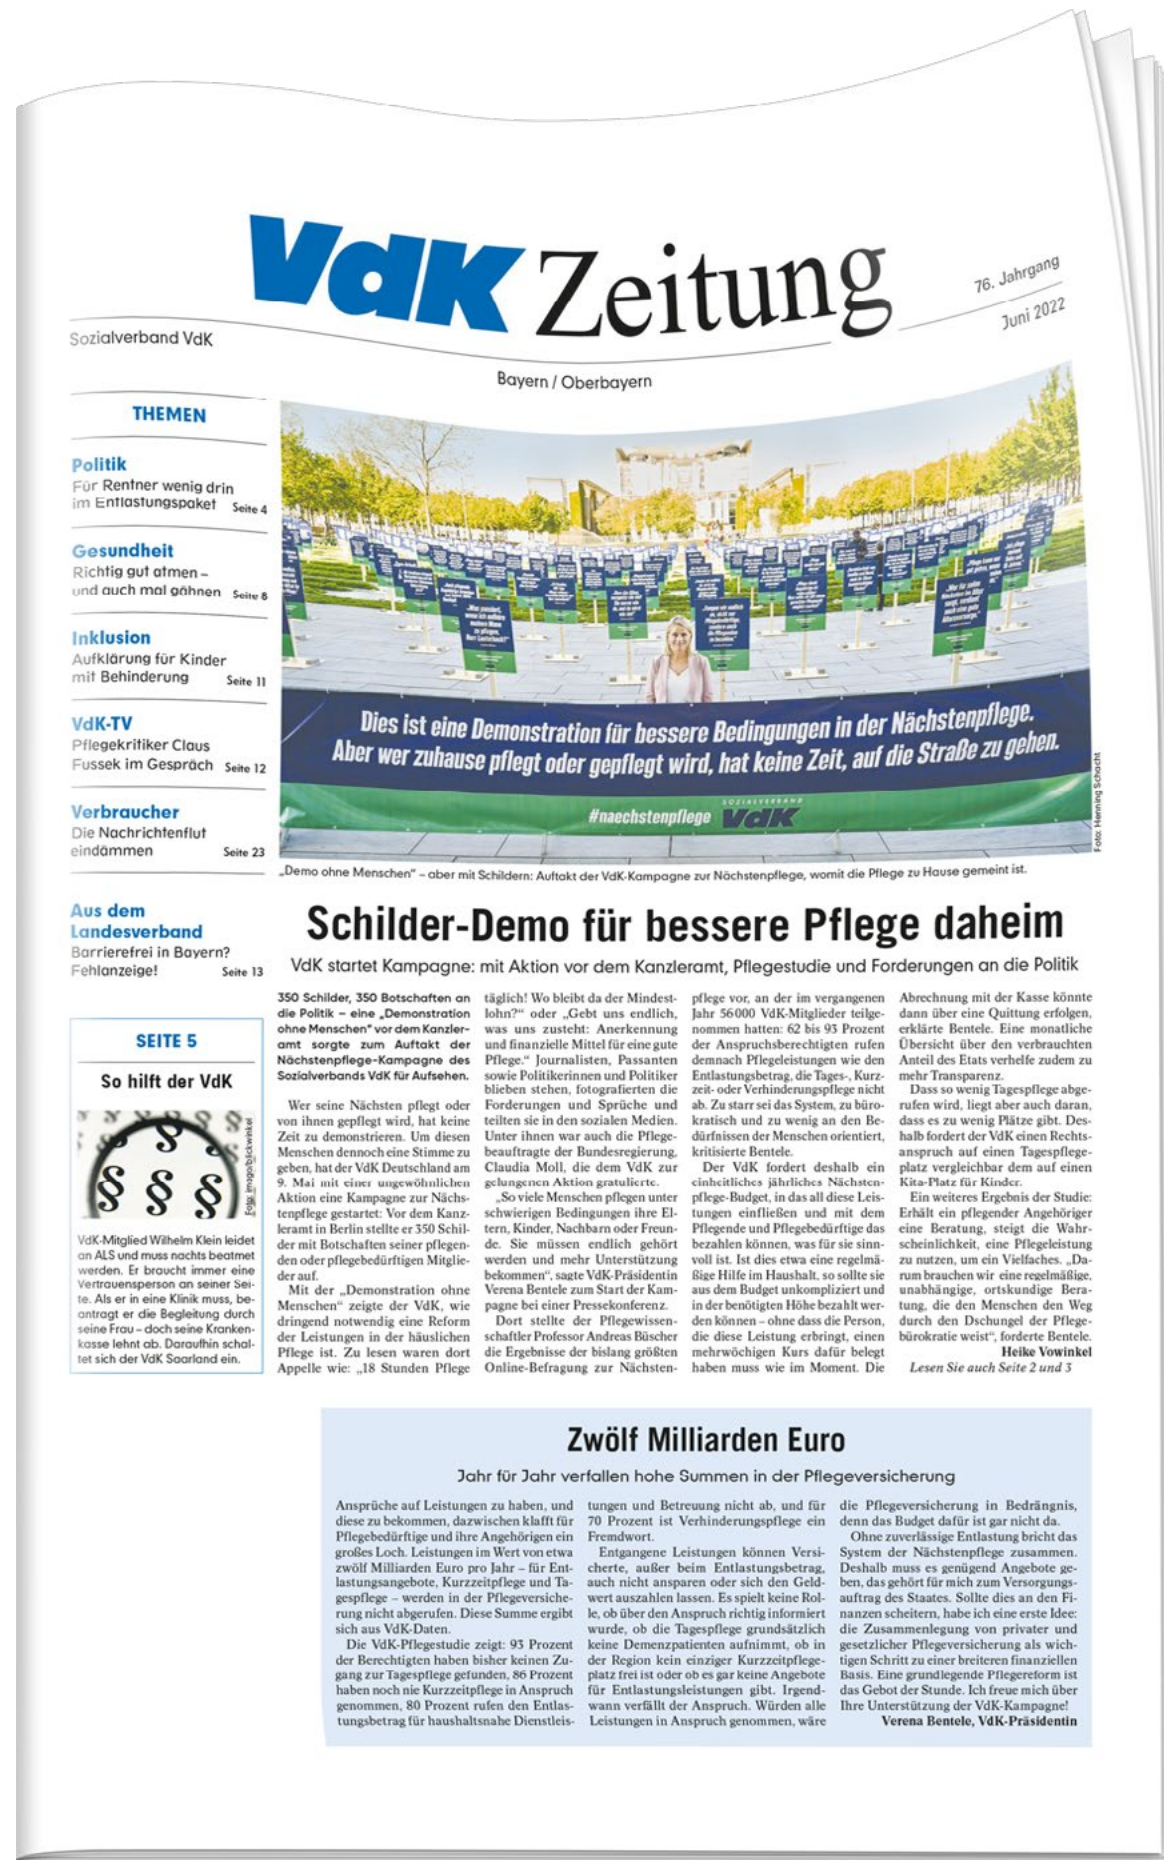 VdK Zeitung
76. Jahrgang
Juni 2022
Sozialverband VdK
Bayern / Oberbayern
THEMEN
Politik
Für Rentner wenig drin
im Entlastungspaket Seite 4
Gesundheit
Richtig gut atmen –
und auch mal gähnen Seite 8
Inklusion
Aufklärung für Kinder
mit Behinderung Seite 11
VdK-TV
Pflegekritiker Claus
Fussek im Gespräch Seite 12
Verbraucher
Die Nachrichtenflut
eindämmen Seite 23
Aus dem
Landesverband
Barrierefrei in Bayern?
Fehlanzeige! Seite 13
SEITE 5
So hilft der VdK
§ § §
§ § §
Foto: imago/blickwinkel
VdK-Mitglied Wilhelm Klein leidet
an ALS und muss nachts beatmet
werden. Er braucht immer eine
Vertrauensperson an seiner Sei-
te. Als er in eine Klinik muss, be-
antragt er die Begleitung durch
seine Frau – doch seine Kranken-
kasse lehnt ab. Daraufhin schal-
tet sich der VdK Saarland ein.
Dies ist eine Demonstration für bessere Bedingungen in der Nächstenpflege.
Aber wer zuhause pflegt oder gepflegt wird, hat keine Zeit, auf die Straße zu gehen.
#naechstenpflege
SOZIALVERBAND
VdK
Foto: Henning Schacht
„Demo ohne Menschen“ – aber mit Schildern: Auftakt der VdK-Kampagne zur Nächstenpflege, womit die Pflege zu Hause gemeint ist.
Schilder-Demo für bessere Pflege daheim
VdK startet Kampagne: mit Aktion vor dem Kanzleramt, Pflegestudie und Forderungen an die Politik
350 Schilder, 350 Botschaften an
die Politik – eine „Demonstration
ohne Menschen“ vor dem Kanzler-
amt sorgte zum Auftakt der
Nächstenpflege-Kampagne des
Sozialverbands VdK für Aufsehen.
Wer seine Nächsten pflegt oder
von ihnen gepflegt wird, hat keine
Zeit zu demonstrieren. Um diesen
Menschen dennoch eine Stimme zu
geben, hat der VdK Deutschland am
9. Mai mit einer ungewöhnlichen
Aktion eine Kampagne zur Nächs-
tenpflege gestartet: Vor dem Kanz-
leramt in Berlin stellte er 350 Schil-
der mit Botschaften seiner pflegen-
den oder pflegebedürftigen Mitglie-
der auf.
Mit der „Demonstration ohne
Menschen“ zeigte der VdK, wie
dringend notwendig eine Reform
der Leistungen in der häuslichen
Pflege ist. Zu lesen waren dort
Appelle wie: „18 Stunden Pflege
täglich! Wo bleibt da der Mindest-
lohn?“ oder „Gebt uns endlich,
was uns zusteht: Anerkennung
und finanzielle Mittel für eine gute
Pflege.“ Journalisten, Passanten
sowie Politikerinnen und Politiker
blieben stehen, fotografierten die
Forderungen und Sprüche und
teilten sie in den sozialen Medien.
Unter ihnen war auch die Pflege-
beauftragte der Bundesregierung,
Claudia Moll, die dem VdK zur
gelungenen Aktion gratulierte.
„So viele Menschen pflegen unter
schwierigen Bedingungen ihre El-
tern, Kinder, Nachbarn oder Freun-
de. Sie müssen endlich gehört
werden und mehr Unterstützung
bekommen“, sagte VdK-Präsidentin
Verena Bentele zum Start der Kam-
pagne bei einer Pressekonferenz.
Dort stellte der Pflegewissen-
schaftler Professor Andreas Büscher
die Ergebnisse der bislang größten
Online-Befragung zur Nächsten-
pflege vor, an der im vergangenen
Jahr 56 000 VdK-Mitglieder teilge-
nommen hatten: 62 bis 93 Prozent
der Anspruchsberechtigten rufen
demnach Pflegeleistungen wie den
Entlastungsbetrag, die Tages-, Kurz-
zeit- oder Verhinderungspflege nicht
ab. Zu starr sei das System, zu büro-
kratisch und zu wenig an den Be-
dürfnissen der Menschen orientiert,
kritisierte Bentele.
Der VdK fordert deshalb ein
einheitliches jährliches Nächsten-
pflege-Budget, in das all diese Leis-
tungen einfließen und mit dem
Pflegende und Pflegebedürftige das
bezahlen können, was für sie sinn-
voll ist. Ist dies etwa eine regelmä-
ßige Hilfe im Haushalt, so sollte sie
aus dem Budget unkompliziert und
in der benötigten Höhe bezahlt wer-
den können – ohne dass die Person,
die diese Leistung erbringt, einen
mehrwöchigen Kurs dafür belegt
haben muss wie im Moment. Die
Abrechnung mit der Kasse könnte
dann über eine Quittung erfolgen,
erklärte Bentele. Eine monatliche
Übersicht über den verbrauchten
Anteil des Etats verhelfe zudem zu
mehr Transparenz.
Dass so wenig Tagespflege abge-
rufen wird, liegt aber auch daran,
dass es zu wenig Plätze gibt. Des-
halb fordert der VdK einen Rechts-
anspruch auf einen Tagespflege-
platz vergleichbar dem auf einen
Kita-Platz für Kinder.
Ein weiteres Ergebnis der Studie:
Erhält ein pflegender Angehöriger
eine Beratung, steigt die Wahr-
scheinlichkeit, eine Pflegeleistung
zu nutzen, um ein Vielfaches. „Da-
rum brauchen wir eine regelmäßige,
unabhängige, ortskundige Bera-
tung, die den Menschen den Weg
durch den Dschungel der Pflege-
bürokratie weist“, forderte Bentele.
Heike Vowinkel
Lesen Sie auch Seite 2 und 3
Zwölf Milliarden Euro
Jahr für Jahr verfallen hohe Summen in der Pflegeversicherung
Ansprüche auf Leistungen zu haben, und
diese zu bekommen, dazwischen klafft für
Pflegebedürftige und ihre Angehörigen ein
großes Loch. Leistungen im Wert von etwa
zwölf Milliarden Euro pro Jahr – für Ent-
lastungsangebote, Kurzzeitpflege und Ta-
gespflege – werden in der Pflegeversiche-
rung nicht abgerufen. Diese Summe ergibt
sich aus VdK-Daten.
Die VdK-Pflegestudie zeigt: 93 Prozent
der Berechtigten haben bisher keinen Zu-
gang zur Tagespflege gefunden, 86 Prozent
haben noch nie Kurzzeitpflege in Anspruch
genommen, 80 Prozent rufen den Entlas-
tungsbetrag für haushaltsnahe Dienstleis-
tungen und Betreuung nicht ab, und für
70 Prozent ist Verhinderungspflege ein
Fremdwort.
Entgangene Leistungen können Versi-
cherte, außer beim Entlastungsbetrag,
auch nicht ansparen oder sich den Geld-
wert auszahlen lassen. Es spielt keine Rol-
le, ob über den Anspruch richtig informiert
wurde, ob die Tagespflege grundsätzlich
keine Demenzpatienten aufnimmt, ob in
der Region kein einziger Kurzzeitpflege-
platz frei ist oder ob es gar keine Angebote
für Entlastungsleistungen gibt. Irgend-
wann verfällt der Anspruch. Würden alle
Leistungen in Anspruch genommen, wäre
die Pflegeversicherung in Bedrängnis,
denn das Budget dafür ist gar nicht da.
Ohne zuverlässige Entlastung bricht das
System der Nächstenpflege zusammen.
Deshalb muss es genügend Angebote ge-
ben, das gehört für mich zum Versorgungs-
auftrag des Staates. Sollte dies an den Fi-
nanzen scheitern, habe ich eine erste Idee:
die Zusammenlegung von privater und
gesetzlicher Pflegeversicherung als wich-
tigen Schritt zu einer breiteren finanziellen
Basis. Eine grundlegende Pflegereform ist
das Gebot der Stunde. Ich freue mich über
Ihre Unterstützung der VdK-Kampagne!
Verena Bentele, VdK-Präsidentin